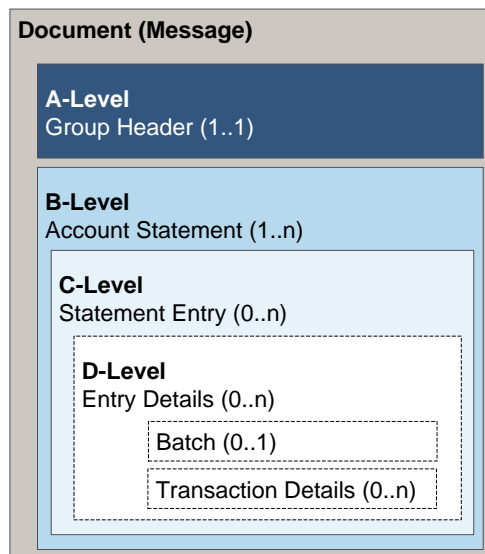 Document (Message)
A-Level
Group Header (1..1)
B-Level
Account Statement (1..n)
C-Level
Statement Entry (0..n)
D-Level
Entry Details (0..n)
Batch (0..1)
Transaction Details (0..n)